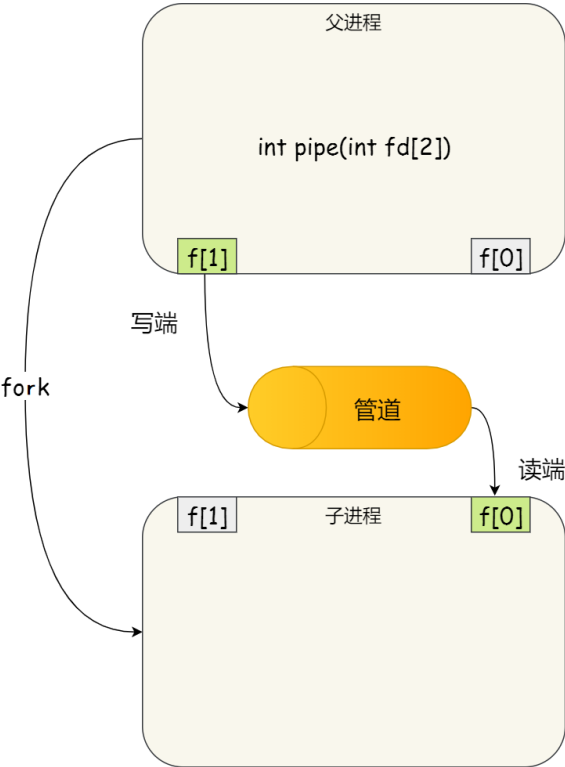 父进程
int pipe(int fd[2])
f[1]
f[0]
写端
fork
管道
读端
f[1]
子进程
f[0]